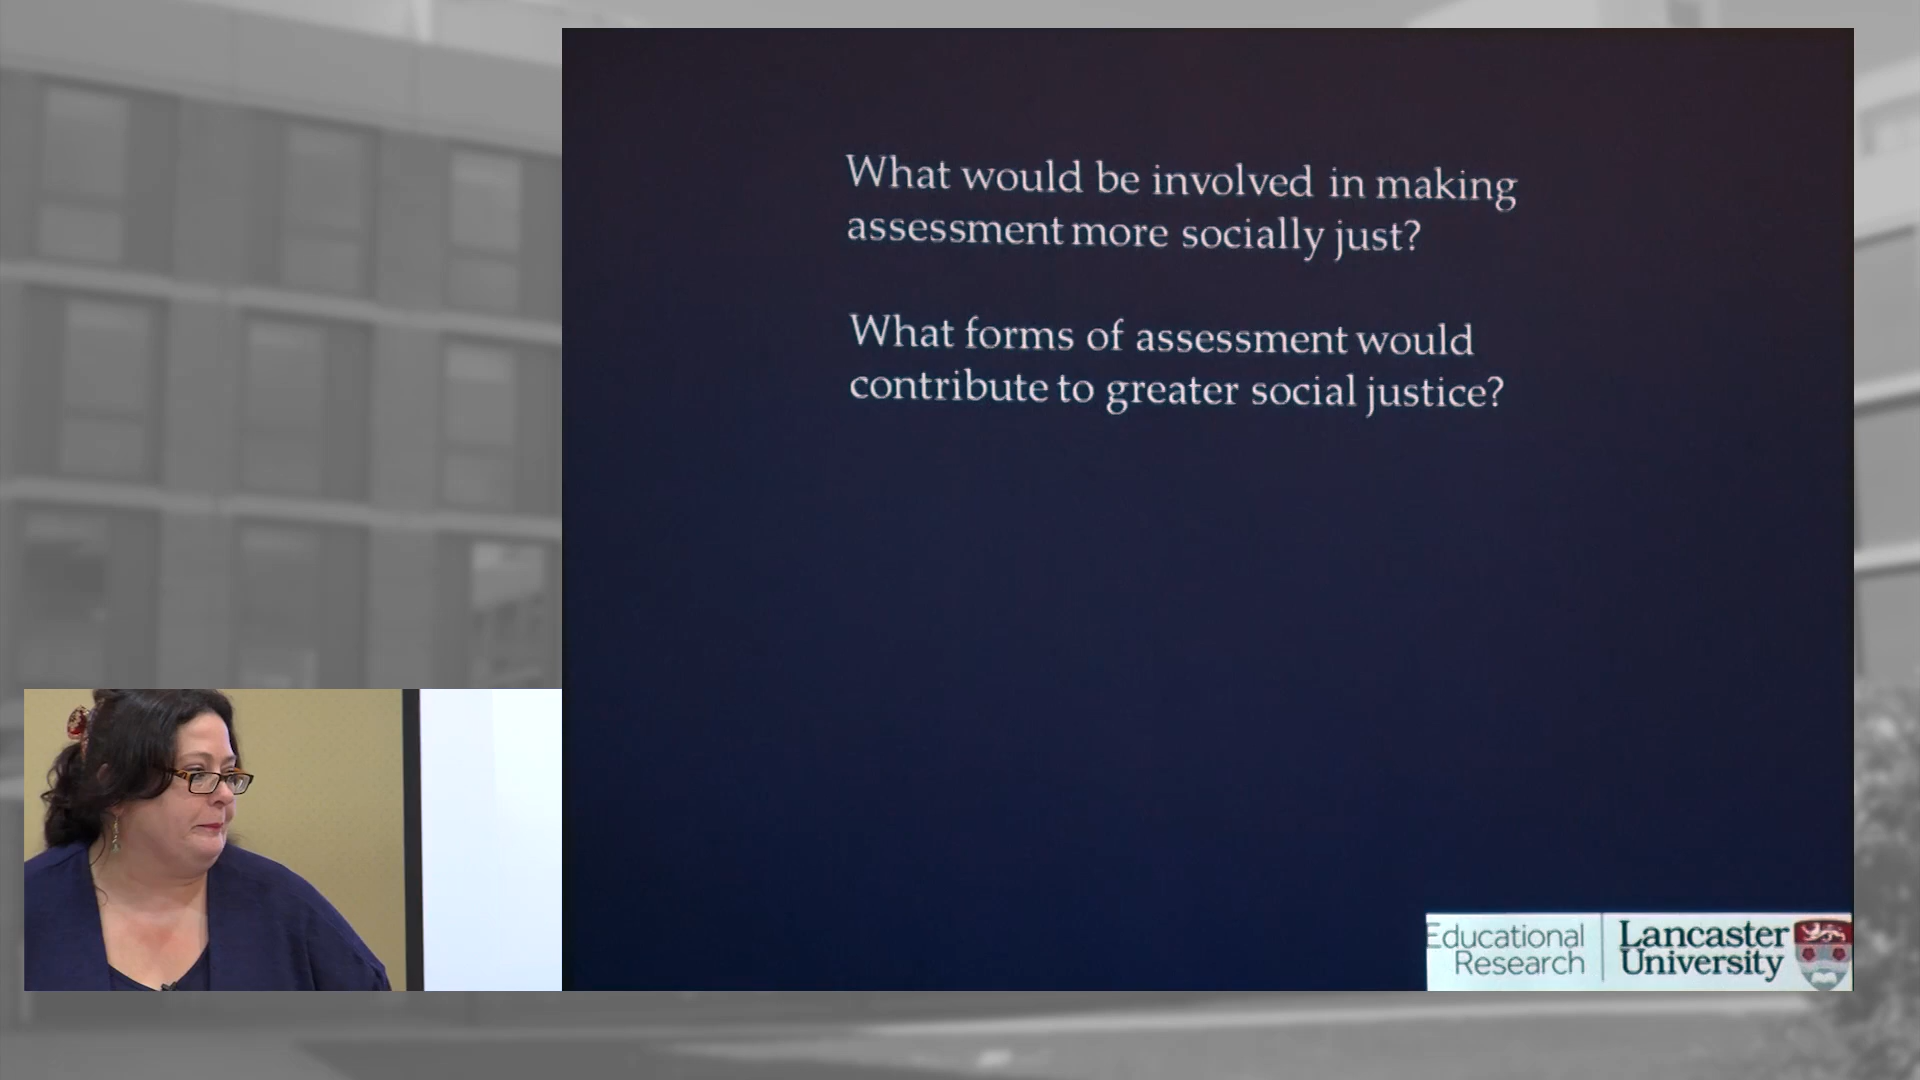 What would be involved in making
assessment more socially just?
What forms of assessment would
contribute to greater social justice?
Educational
Research
Lancaster
University